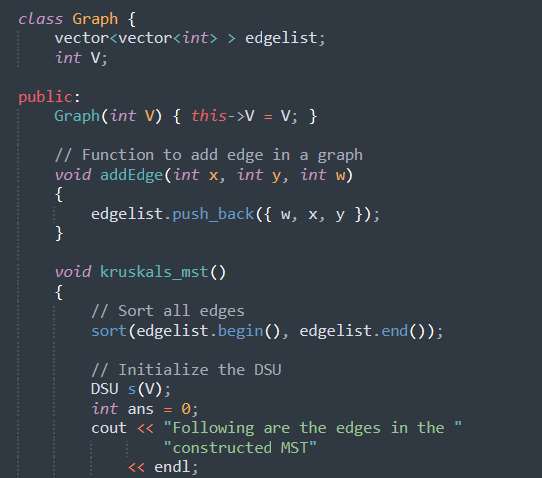 class Graph {
    vector<vector<int> > edgelist;
    int V;

public:
    Graph(int V) { this->V = V; }

    // Function to add edge in a graph
    void addEdge(int x, int y, int w)
    {
        edgelist.push_back({ w, x, y });
    }

    void kruskals_mst()
    {
        // Sort all edges
        sort(edgelist.begin(), edgelist.end());

        // Initialize the DSU
        DSU s(V);
        int ans = 0;
        cout << "Following are the edges in the "
                "constructed MST"
            << endl;